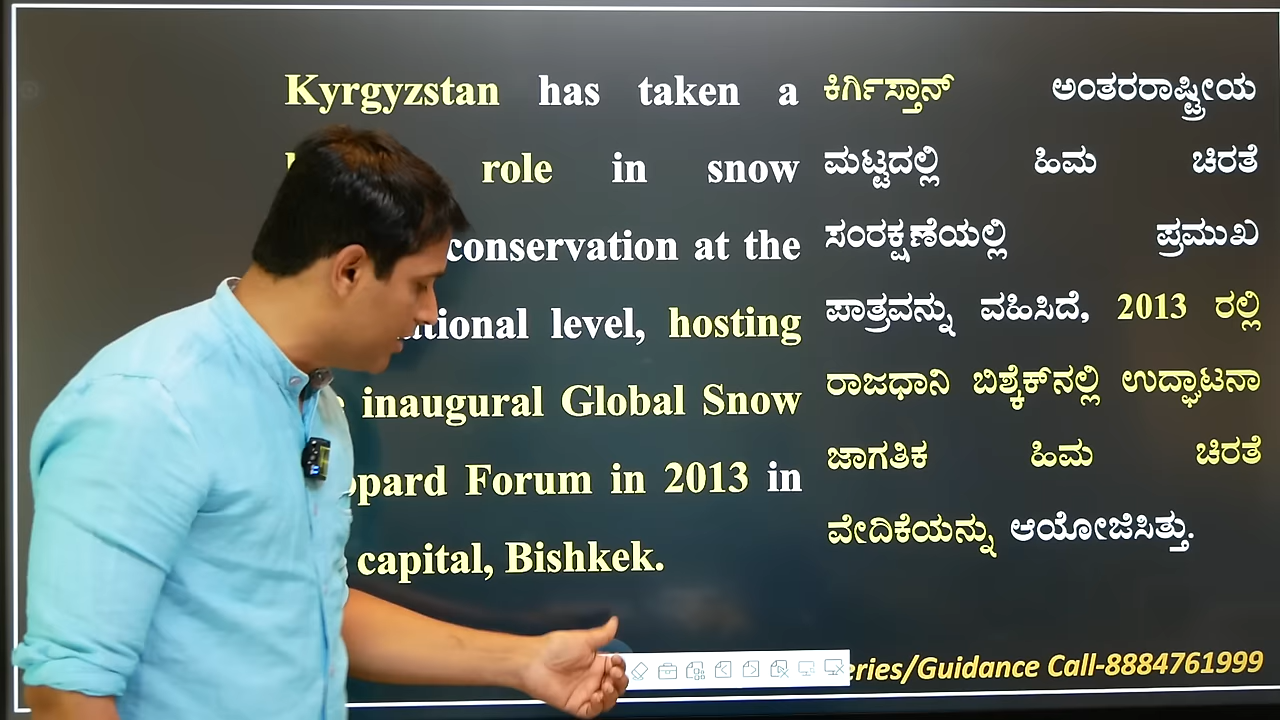 Kyrgyzstan has taken a
role in snow
conservation at the
level, hosting
inaugural Global Snow
Forum in 2013 in
capital, Bishkek.
ಕಿರ್ಗಿಸ್ತಾನ್ ಅಂತರರಾಷ್ಟ್ರೀಯ
ಮಟ್ಟದಲ್ಲಿ ಹಿಮ ಚಿರತೆ
ಸಂರಕ್ಷಣೆಯಲ್ಲಿ ಪ್ರಮುಖ
ಪಾತ್ರವನ್ನು ವಹಿಸಿದೆ, 2013 ರಲ್ಲಿ
ರಾಜಧಾನಿ ಬಿಶ್ಕೆಕ್‌ನಲ್ಲಿ ಉದ್ಘಾಟನಾ
ಜಾಗತಿಕ ಹಿಮ ಚಿರತೆ
ವೇದಿಕೆಯನ್ನು ಆಯೋಜಿಸಿತ್ತು.
eries/Guidance Call-8884761999